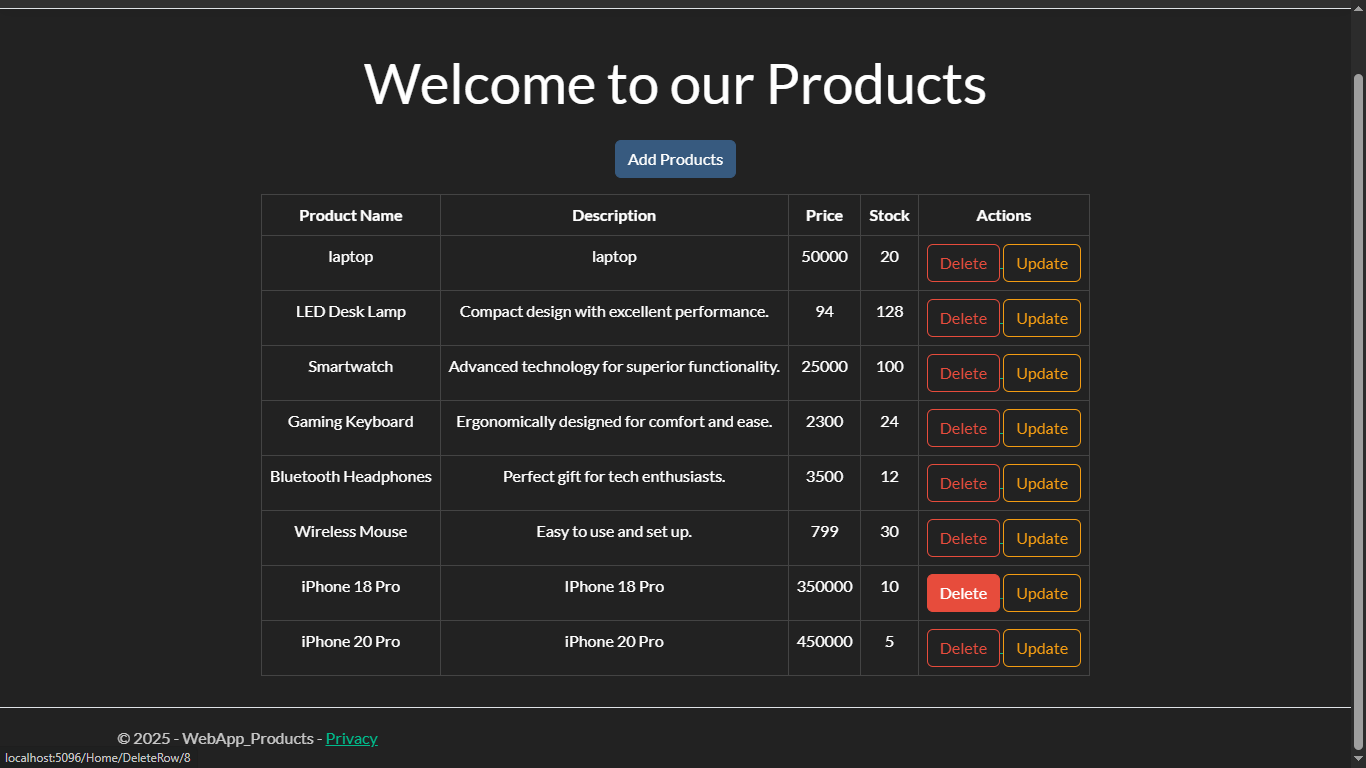 Welcome to our Products
Add Products
Product Name Description Price Stock Actions
laptop laptop 50000 20 Delete Update
LED Desk Lamp Compact design with excellent performance. 94 128 Delete Update
Smartwatch Advanced technology for superior functionality. 25000 100 Delete Update
Gaming Keyboard Ergonomically designed for comfort and ease. 2300 24 Delete Update
Bluetooth Headphones Perfect gift for tech enthusiasts. 3500 12 Delete Update
Wireless Mouse Easy to use and set up. 799 30 Delete Update
iPhone 18 Pro IPhone 18 Pro 350000 10 Delete Update
iPhone 20 Pro iPhone 20 Pro 450000 5 Delete Update
© 2025 - WebApp_Products - Privacy
localhost:5096/Home/DeleteRow/8